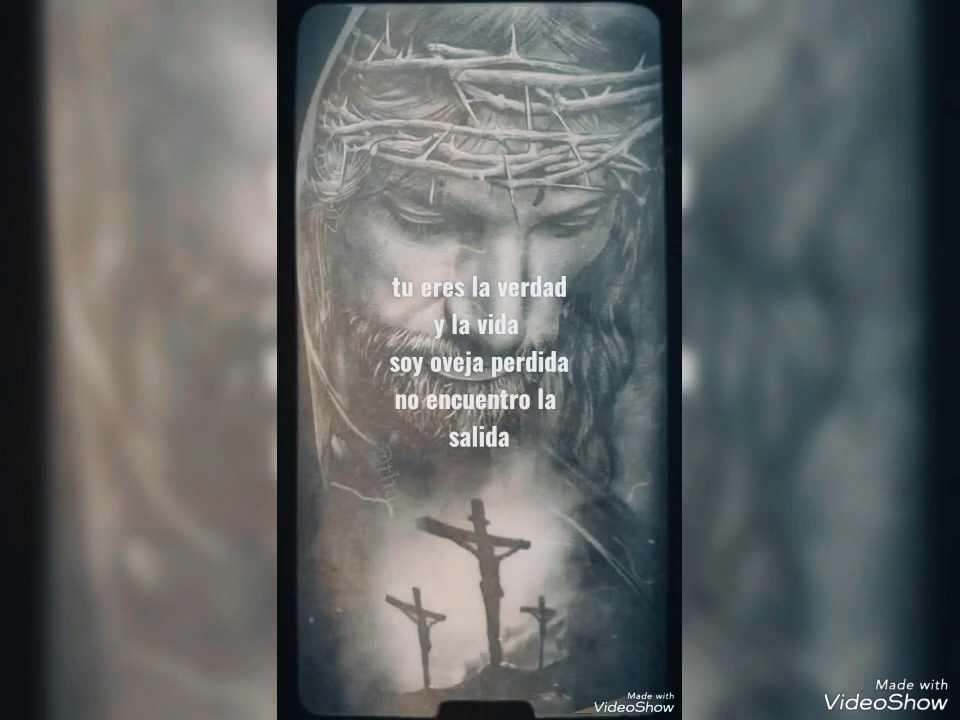 tu eres la verdad
y la vida
soy oveja perdida
no encuentro la
salida
Made with
VideoShow
Made with
VideoShow